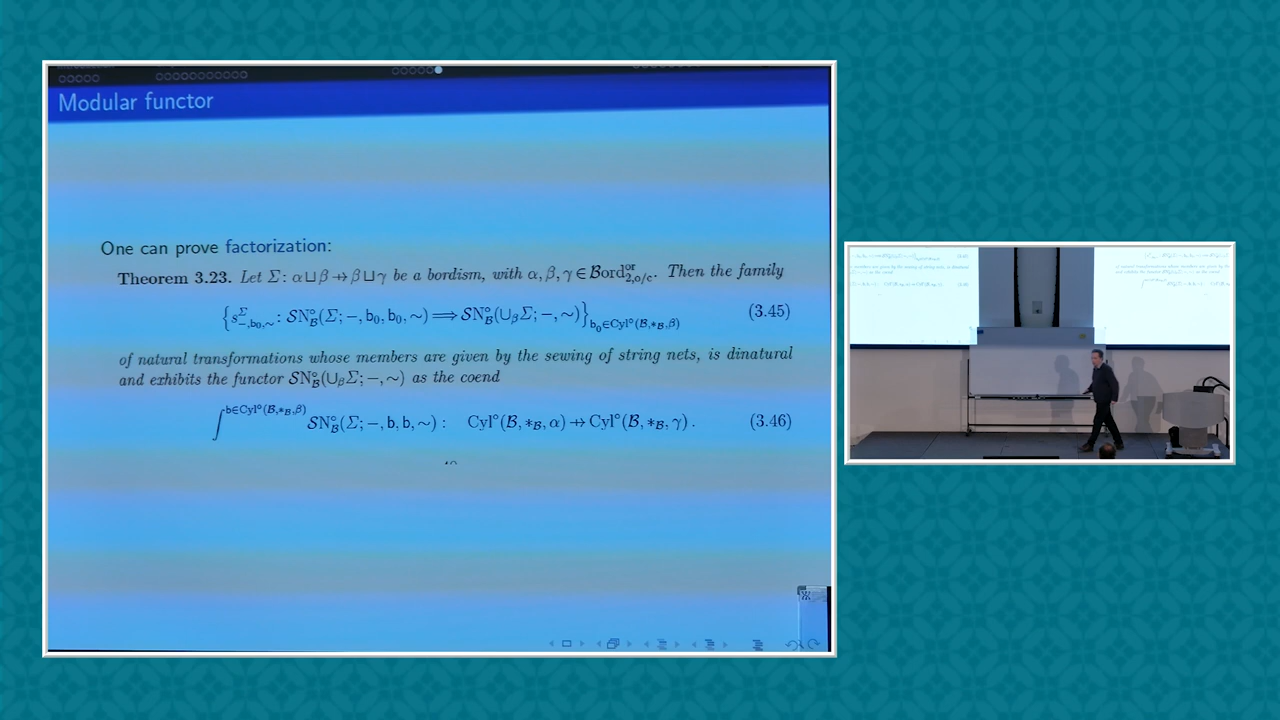 Modular functor
One can prove factorization:
Theorem 3.23. Let Σ: α⊔β ⇸ β⊔γ be a bordism, with α, β, γ ∈ Bord^{or}_{2,o/c}. Then the family
{s^Σ_{−,b₀,∼} : SN°_B(Σ; −, b₀, b₀, ∼) ⟹ SN°_B(∪_βΣ; −, ∼)}_{b₀∈Cyl°(B,*_B,β)} (3.45)
of natural transformations whose members are given by the sewing of string nets, is dinatural
and exhibits the functor SN°_B(∪_βΣ; −, ∼) as the coend
∫^{b∈Cyl°(B,*_B,β)} SN°_B(Σ; −, b, b, ∼) : Cyl°(B, *_B, α) ⇸ Cyl°(B, *_B, γ). (3.46)